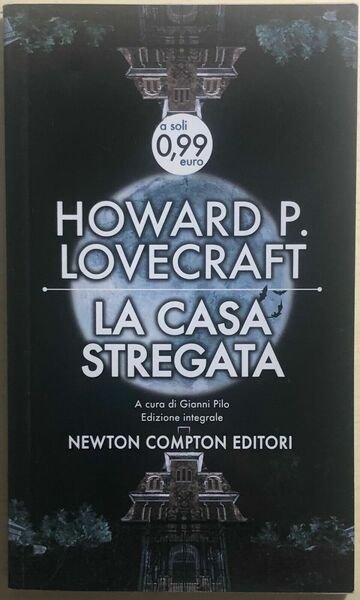 a soli
0,99
euro
HOWARD P.
LOVECRAFT
LA CASA
STREGATA
A cura di Gianni Pilo
Edizione integrale
NEWTON COMPTON EDITORI